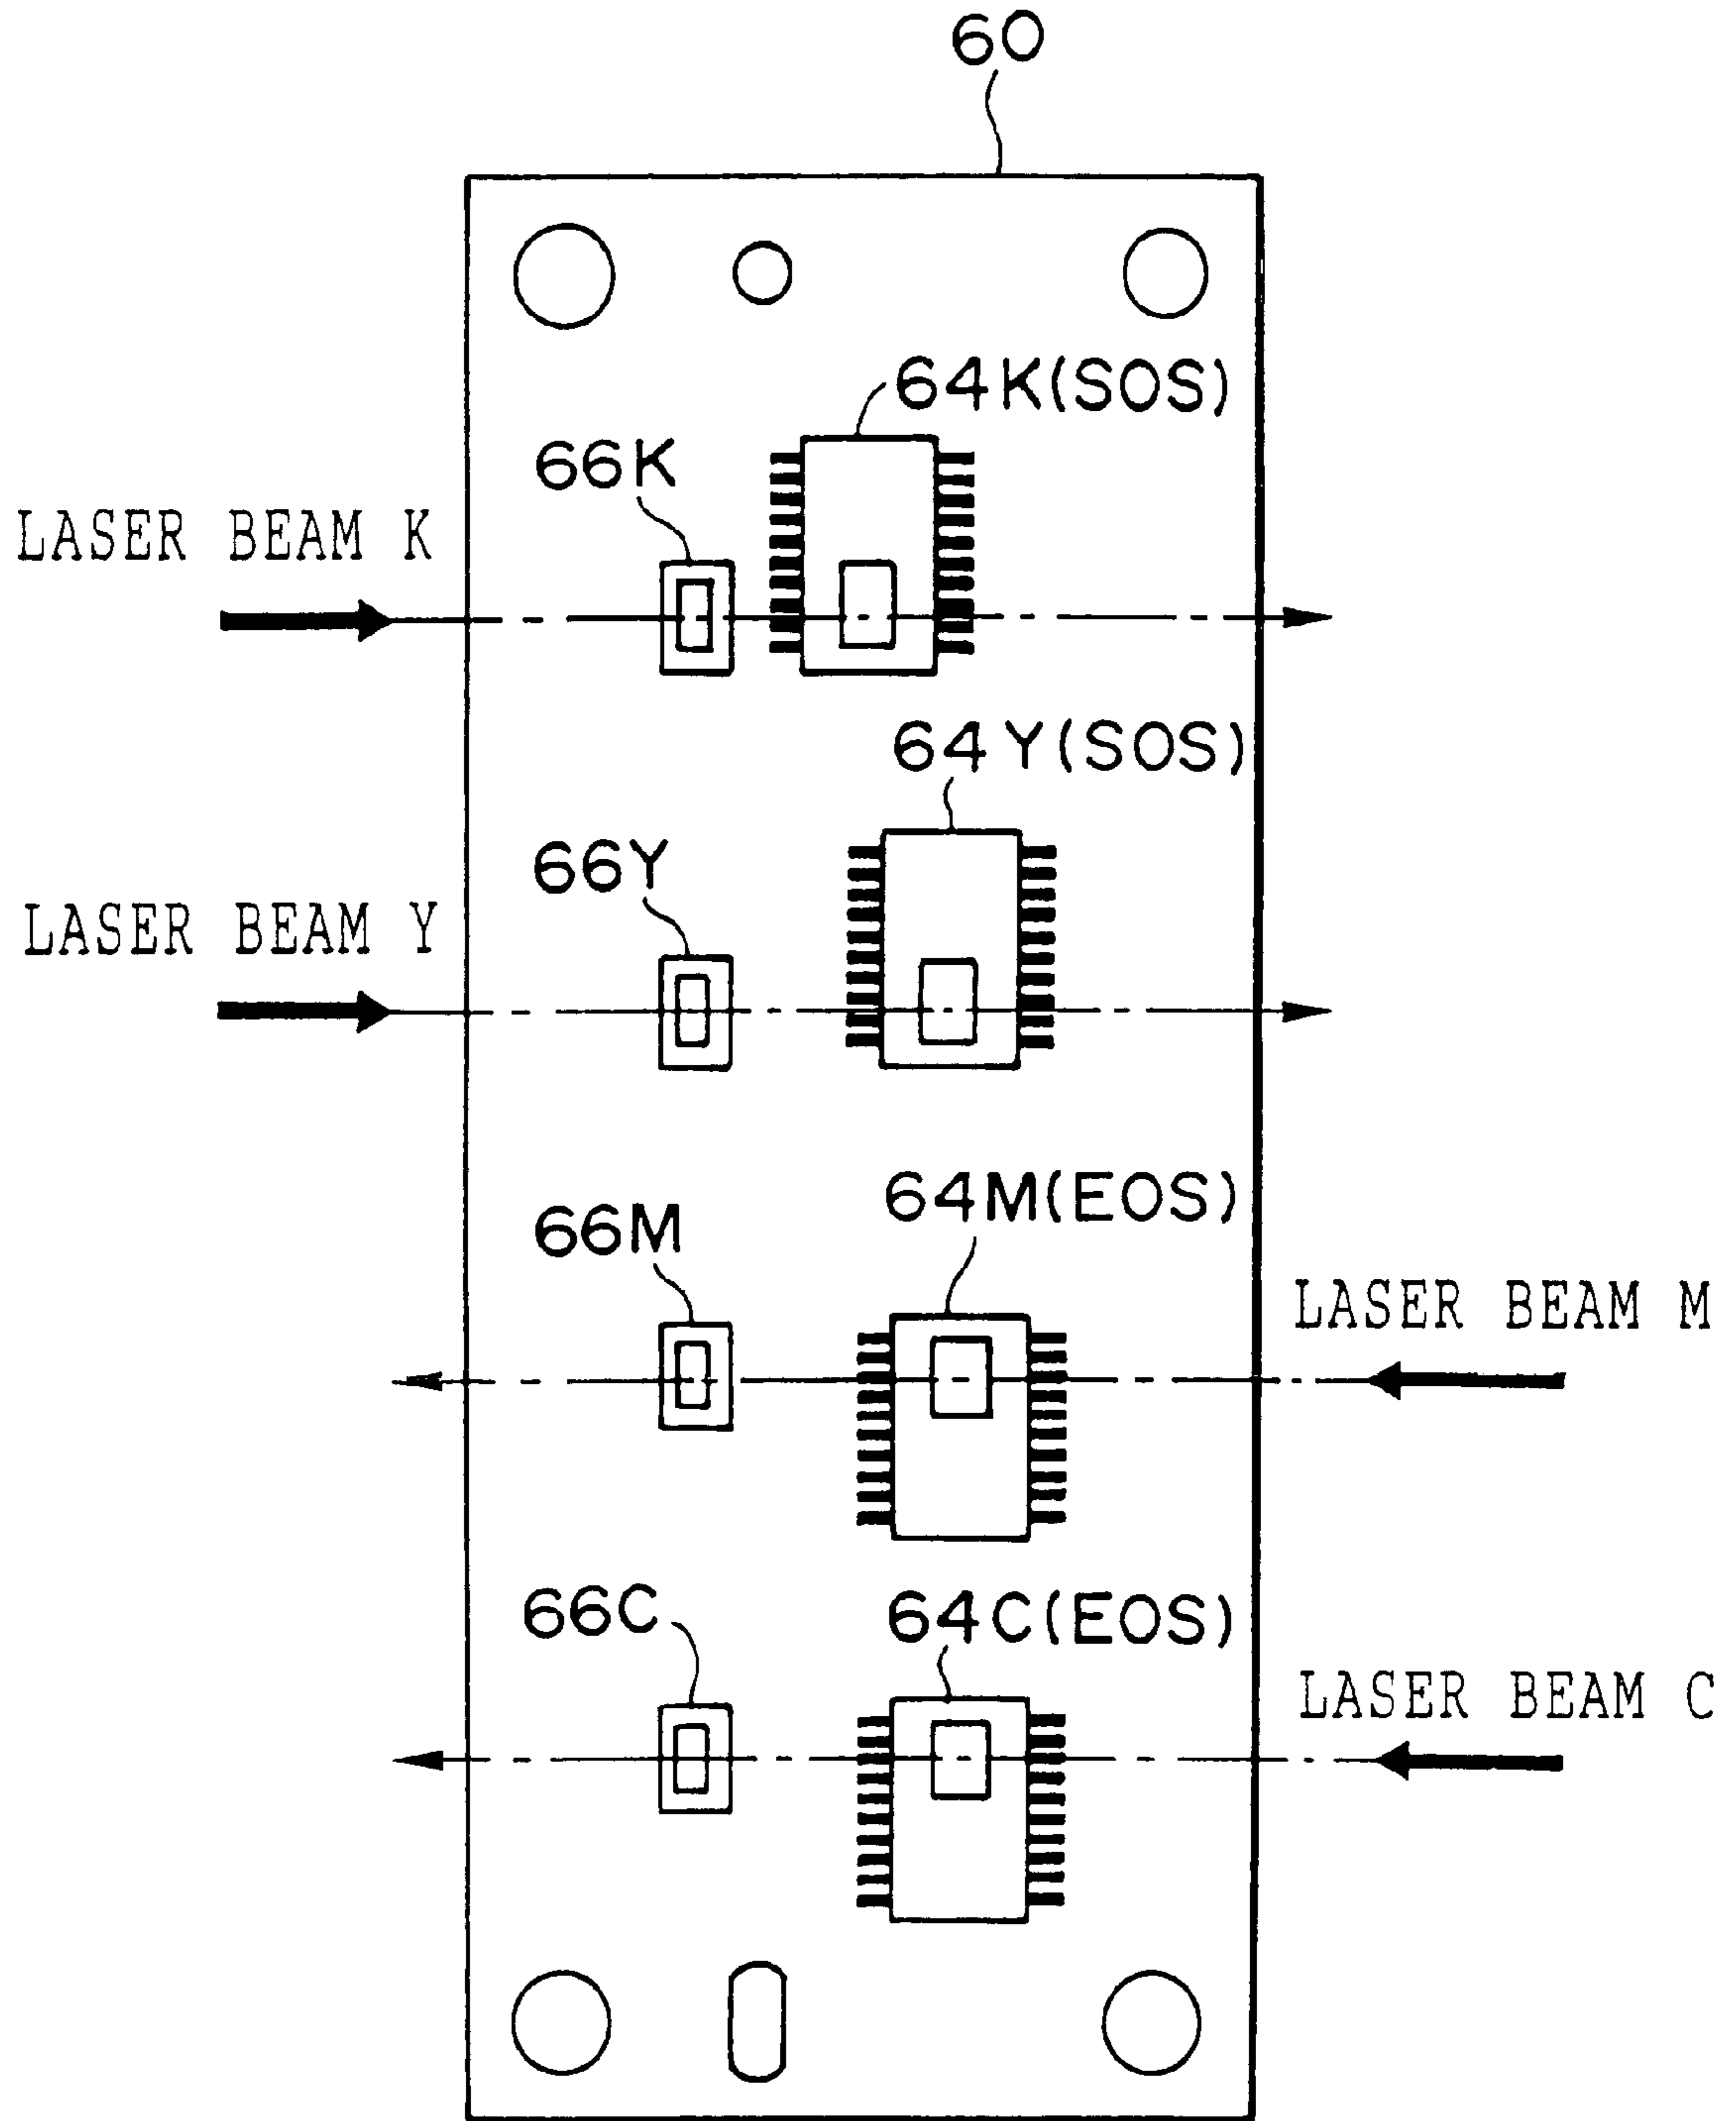 60
64K(SOS)
66K
LASER BEAM K
64Y(SOS)
66Y
LASER BEAM Y
64M(EOS)
66M
LASER BEAM M
66C
64C(EOS)
LASER BEAM C